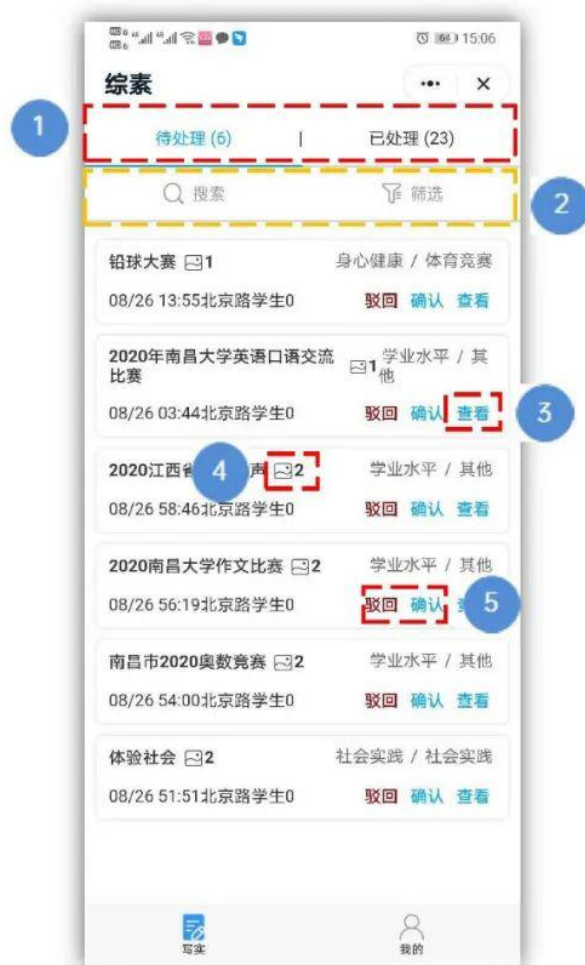 15:06
综素
1
待处理 (6) | 已处理 (23)
搜索 筛选
2
铅球大赛 1 身心健康 / 体育竞赛
08/26 13:55北京路学生0 驳回 确认 查看
2020年南昌大学英语口语交流比赛 1 学业水平 / 其他
08/26 03:44北京路学生0 驳回 确认 查看
3
2020江西省 声 2 学业水平 / 其他
4
08/26 58:46北京路学生0 驳回 确认 查看
2020南昌大学作文比赛 2 学业水平 / 其他
08/26 56:19北京路学生0 驳回 确认
5
南昌市2020奥数竞赛 2 学业水平 / 其他
08/26 54:00北京路学生0 驳回 确认 查看
体验社会 2 社会实践 / 社会实践
08/26 51:51北京路学生0 驳回 确认 查看
写实 我的